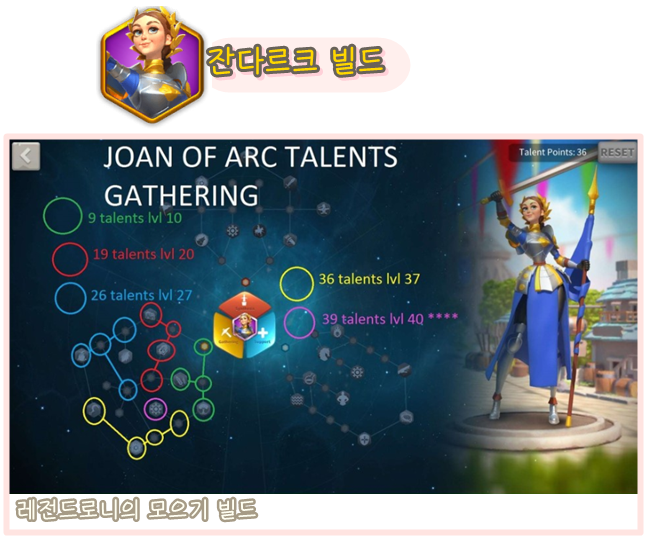 잔다르크 빌드
JOAN OF ARC TALENTS
GATHERING
Talent Points: 36
RESET
9 talents lvl 10
19 talents lvl 20
26 talents lvl 27
36 talents lvl 37
39 talents lvl 40 ****
레전드로니의 모으기 빌드